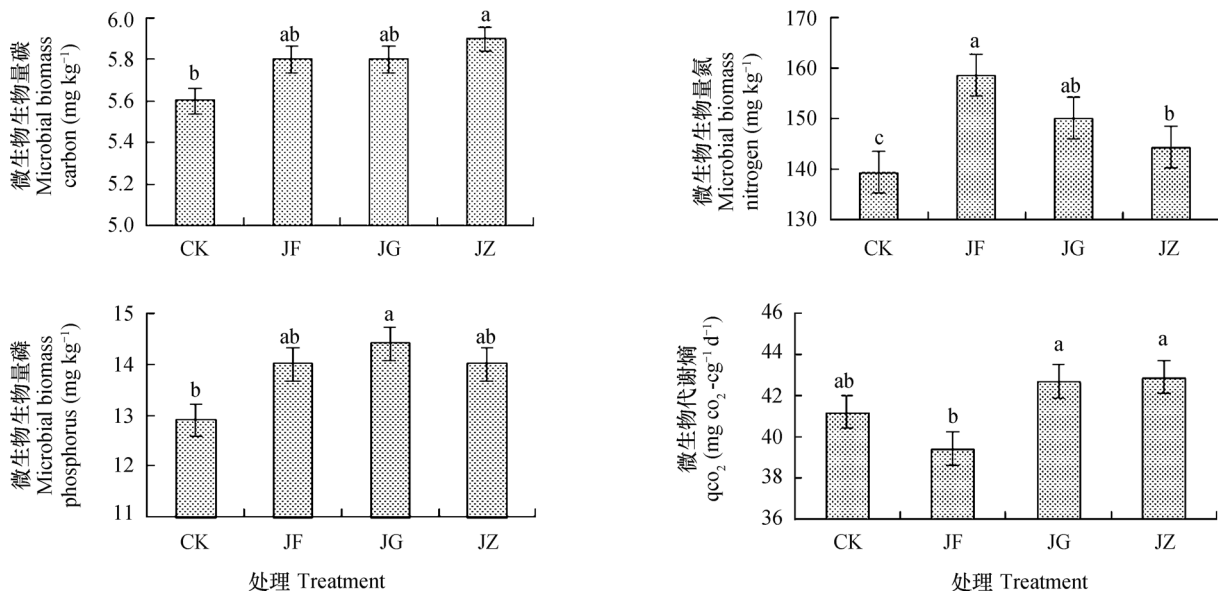 微生物生物量碳
Microbial biomass
carbon (mg kg⁻¹)
6.0
5.8
5.6
5.4
5.2
5.0
b
ab
ab
a
CK JF JG JZ
微生物生物量氮
Microbial biomass
nitrogen (mg kg⁻¹)
170
160
150
140
130
c
a
ab
b
CK JF JG JZ
微生物生物量磷
Microbial biomass
phosphorus (mg kg⁻¹)
15
14
13
12
11
b
ab
a
ab
CK JF JG JZ
处理 Treatment
微生物代谢熵
qco₂ (mg co₂ -cg⁻¹ d⁻¹)
46
44
42
40
38
36
ab
b
a
a
CK JF JG JZ
处理 Treatment